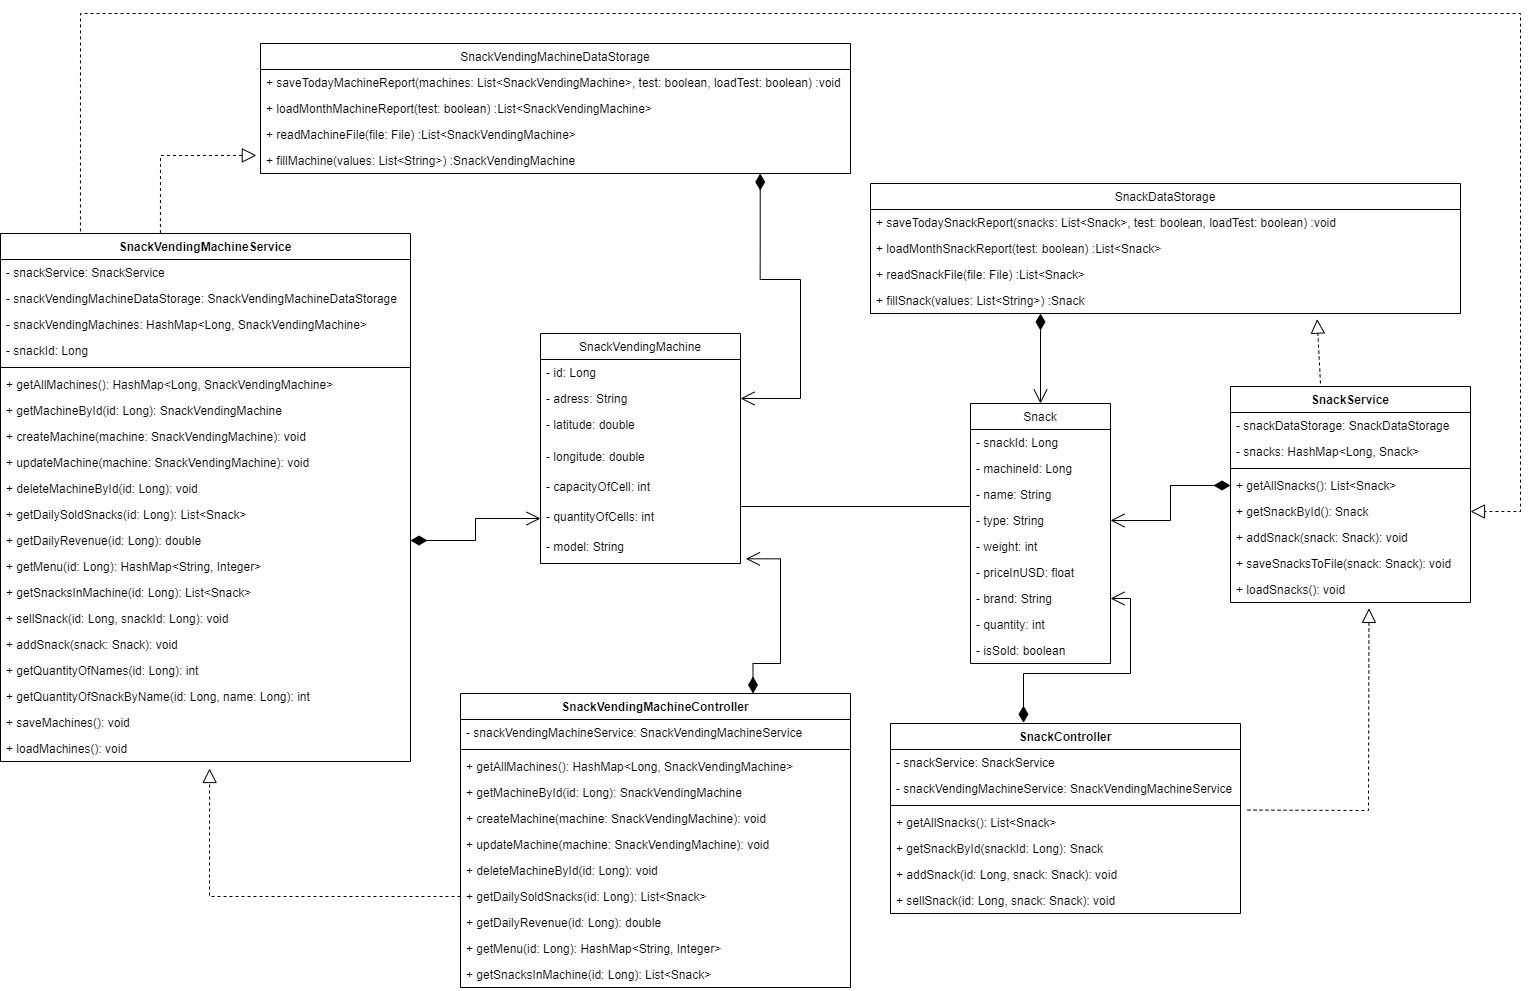 SnackVendingMachineDataStorage
+ saveTodayMachineReport(machines: List<SnackVendingMachine>, test: boolean, loadTest: boolean) :void
+ loadMonthMachineReport(test: boolean) :List<SnackVendingMachine>
+ readMachineFile(file: File) :List<SnackVendingMachine>
+ fillMachine(values: List<String>) :SnackVendingMachine
SnackDataStorage
+ saveTodaySnackReport(snacks: List<Snack>, test: boolean, loadTest: boolean) :void
+ loadMonthSnackReport(test: boolean) :List<Snack>
+ readSnackFile(file: File) :List<Snack>
+ fillSnack(values: List<String>) :Snack
SnackVendingMachineService
- snackService: SnackService
- snackVendingMachineDataStorage: SnackVendingMachineDataStorage
- snackVendingMachines: HashMap<Long, SnackVendingMachine>
- snackId: Long
+ getAllMachines(): HashMap<Long, SnackVendingMachine>
+ getMachineById(id: Long): SnackVendingMachine
+ createMachine(machine: SnackVendingMachine): void
+ updateMachine(machine: SnackVendingMachine): void
+ deleteMachineById(id: Long): void
+ getDailySoldSnacks(id: Long): List<Snack>
+ getDailyRevenue(id: Long): double
+ getMenu(id: Long): HashMap<String, Integer>
+ getSnacksInMachine(id: Long): List<Snack>
+ sellSnack(id: Long, snackId: Long): void
+ addSnack(snack: Snack): void
+ getQuantityOfNames(id: Long): int
+ getQuantityOfSnackByName(id: Long, name: Long): int
+ saveMachines(): void
+ loadMachines(): void
SnackVendingMachine
- id: Long
- adress: String
- latitude: double
- longitude: double
- capacityOfCell: int
- quantityOfCells: int
- model: String
Snack
- snackId: Long
- machineId: Long
- name: String
- type: String
- weight: int
- priceInUSD: float
- brand: String
- quantity: int
- isSold: boolean
SnackService
- snackDataStorage: SnackDataStorage
- snacks: HashMap<Long, Snack>
+ getAllSnacks(): List<Snack>
+ getSnackById(): Snack
+ addSnack(snack: Snack): void
+ saveSnacksToFile(snack: Snack): void
+ loadSnacks(): void
SnackVendingMachineController
- snackVendingMachineService: SnackVendingMachineService
+ getAllMachines(): HashMap<Long, SnackVendingMachine>
+ getMachineById(id: Long): SnackVendingMachine
+ createMachine(machine: SnackVendingMachine): void
+ updateMachine(machine: SnackVendingMachine): void
+ deleteMachineById(id: Long): void
+ getDailySoldSnacks(id: Long): List<Snack>
+ getDailyRevenue(id: Long): double
+ getMenu(id: Long): HashMap<String, Integer>
+ getSnacksInMachine(id: Long): List<Snack>
SnackController
- snackService: SnackService
- snackVendingMachineService: SnackVendingMachineService
+ getAllSnacks(): List<Snack>
+ getSnackById(snackId: Long): Snack
+ addSnack(id: Long, snack: Snack): void
+ sellSnack(id: Long, snack: Snack): void